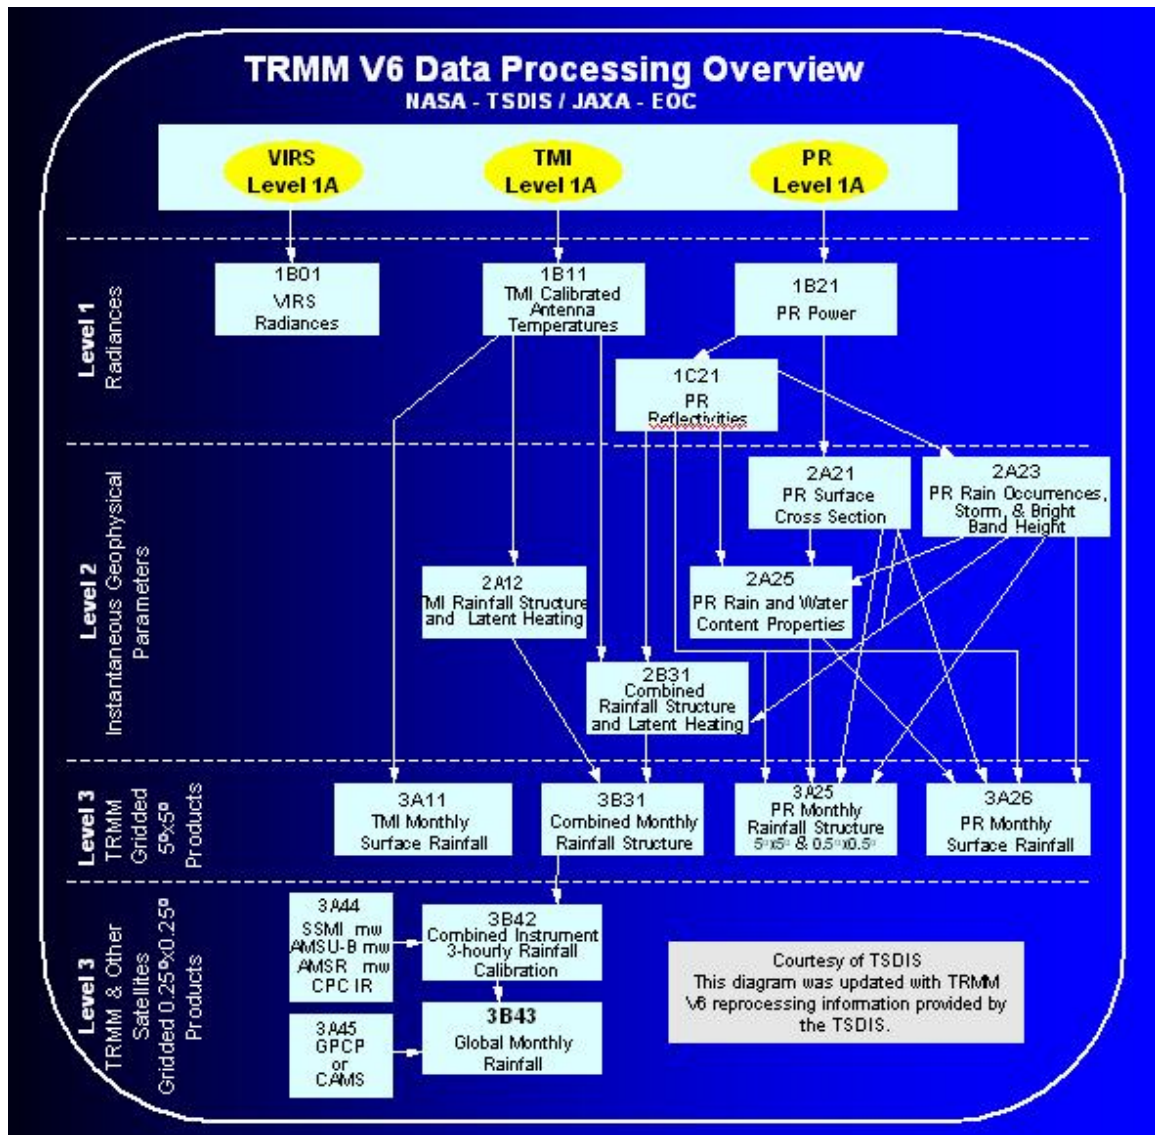 TRMM V6 Data Processing Overview
NASA - TSDIS / JAXA - EOC
VIRS
Level 1A
TMI
Level 1A
PR
Level 1A
Level 1
Radiances
1B01
VIRS
Radiances
1B11
TMI Calibrated
Antenna
Temperatures
1B21
PR Power
1C21
PR
Reflectivities
Level 2
Instantaneous Geophysical
Parameters
2A21
PR Surface
Cross Section
2A23
PR Rain Occurrences,
Storm, & Bright
Band Height
2A12
TMI Rainfall Structure
and Latent Heating
2A25
PR Rain and Water
Content Properties
2B31
Combined
Rainfall Structure
and Latent Heating
Level 3
TRMM
Gridded
5ºx5º
Products
3A11
TMI Monthly
Surface Rainfall
3B31
Combined Monthly
Rainfall Structure
3A25
PR Monthly
Rainfall Structure
5°x5° & 0.5°x0.5°
3A26
PR Monthly
Surface Rainfall
Level 3
TRMM & Other
Satellites
Gridded 0.25ºx0.25º
Products
3A44
SSMI mw
AMSU-B mw
AMSR mw
CPC IR
3B42
Combined Instrument
3-hourly Rainfall
Calibration
3A45
GPCP
or
CAMS
3B43
Global Monthly
Rainfall
Courtesy of TSDIS
This diagram was updated with TRMM
V6 reprocessing information provided by
the TSDIS.